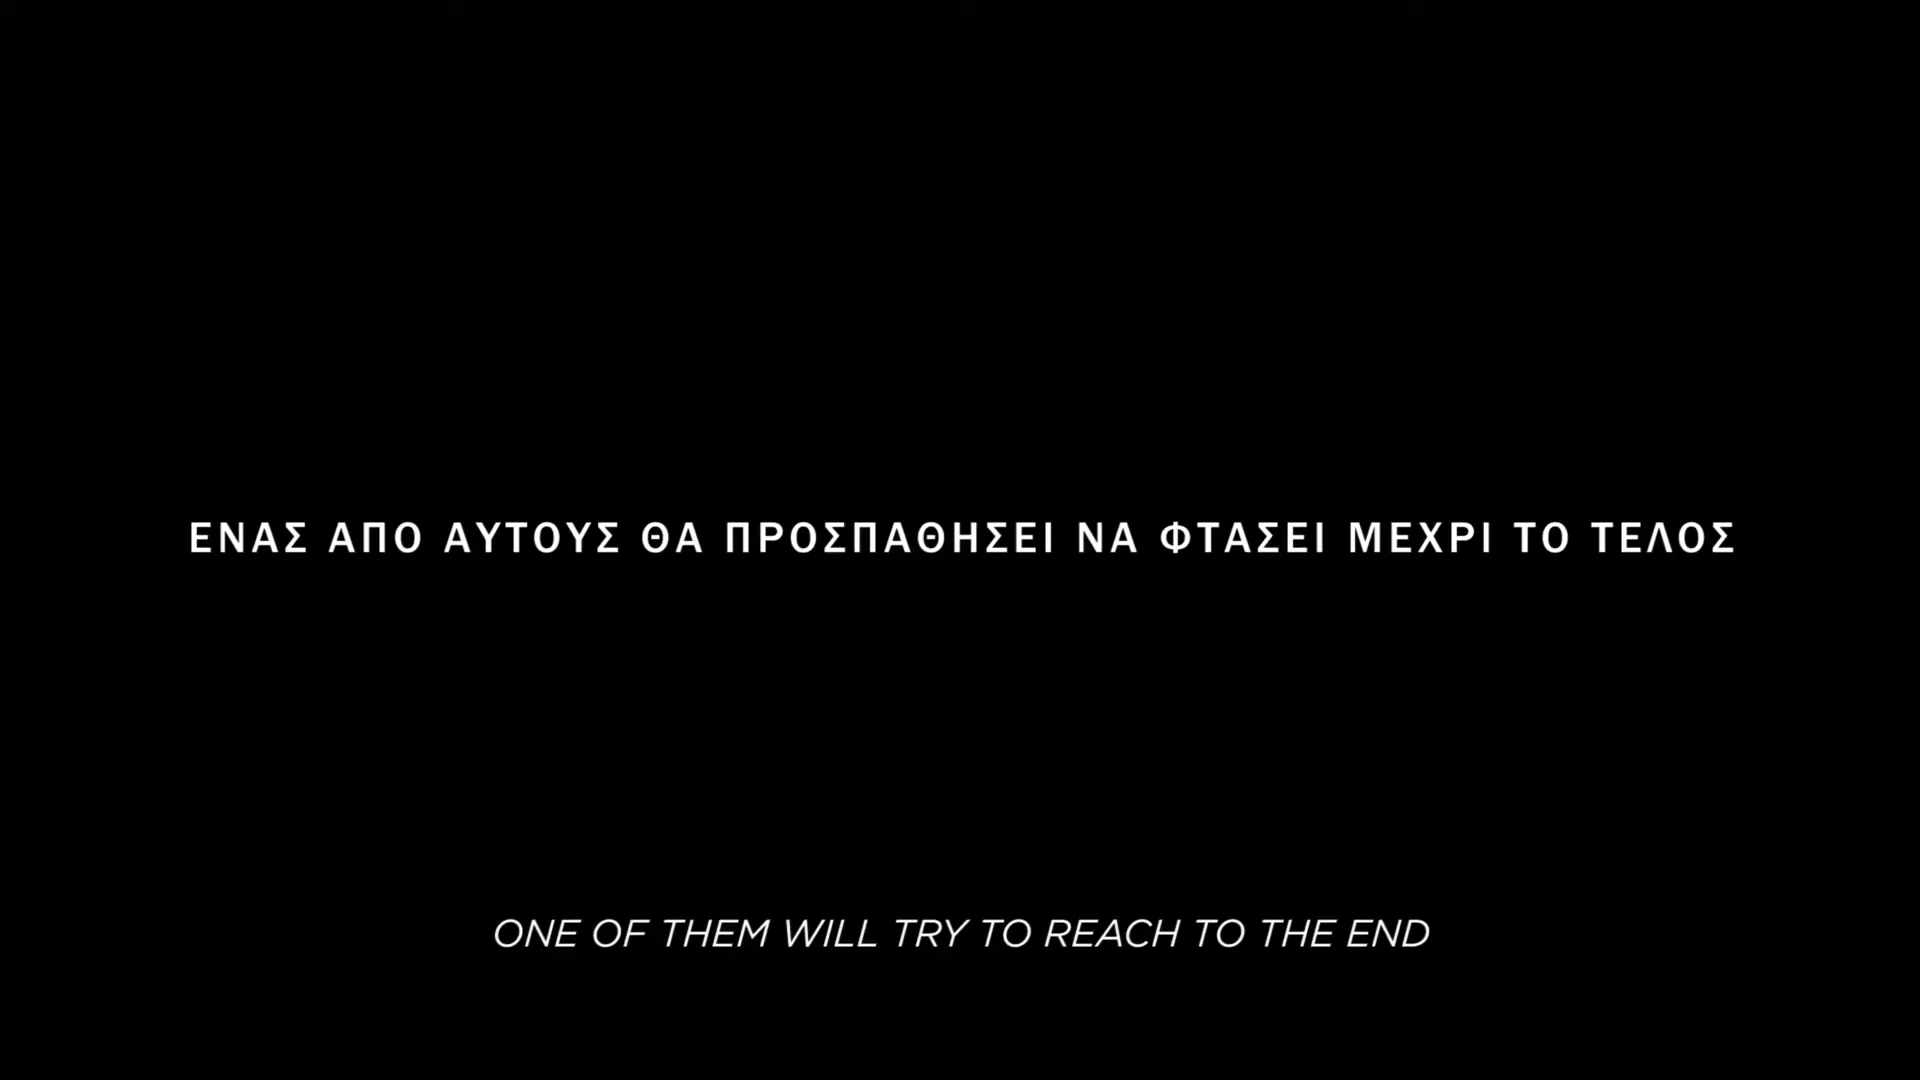 ΕΝΑΣ ΑΠΟ ΑΥΤΟΥΣ ΘΑ ΠΡΟΣΠΑΘΗΣΕΙ ΝΑ ΦΤΑΣΕΙ ΜΕΧΡΙ ΤΟ ΤΕΛΟΣ
ONE OF THEM WILL TRY TO REACH TO THE END